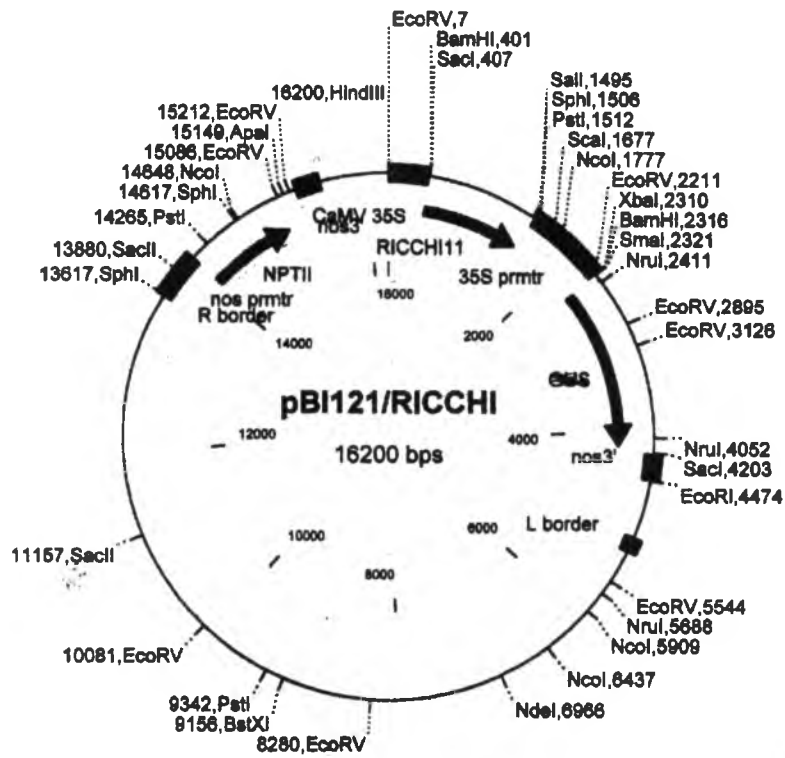 EcoRV,7
BamHI,401
SacI,407
SalI,1495
SphI,1506
PstI,1512
ScaI,1677
NcoI,1777
EcoRV,2211
XbaI,2310
BamHI,2316
SmaI,2321
NruI,2411
EcoRV,2895
EcoRV,3126
NruI,4052
SacI,4203
EcoRI,4474
EcoRV,5544
NruI,5688
NcoI,5909
NcoI,6437
NdeI,6966
8280,EcoRV
9156,BstXI
9342,PstI
10081,EcoRV
11157,SacII
13617,SphI
13880,SacII
14265,PstI
14617,SphI
14648,NcoI
15086,EcoRV
15149,ApaI
15212,EcoRV
16200,HindIII
CaMV 35S
nos3'
RICCHI11
35S prmtr
NPTII
nos prmtr
R border
GUS
nos3'
L border
16000
2000
4000
6000
8000
10000
12000
14000
pBI121/RICCHI
16200 bps